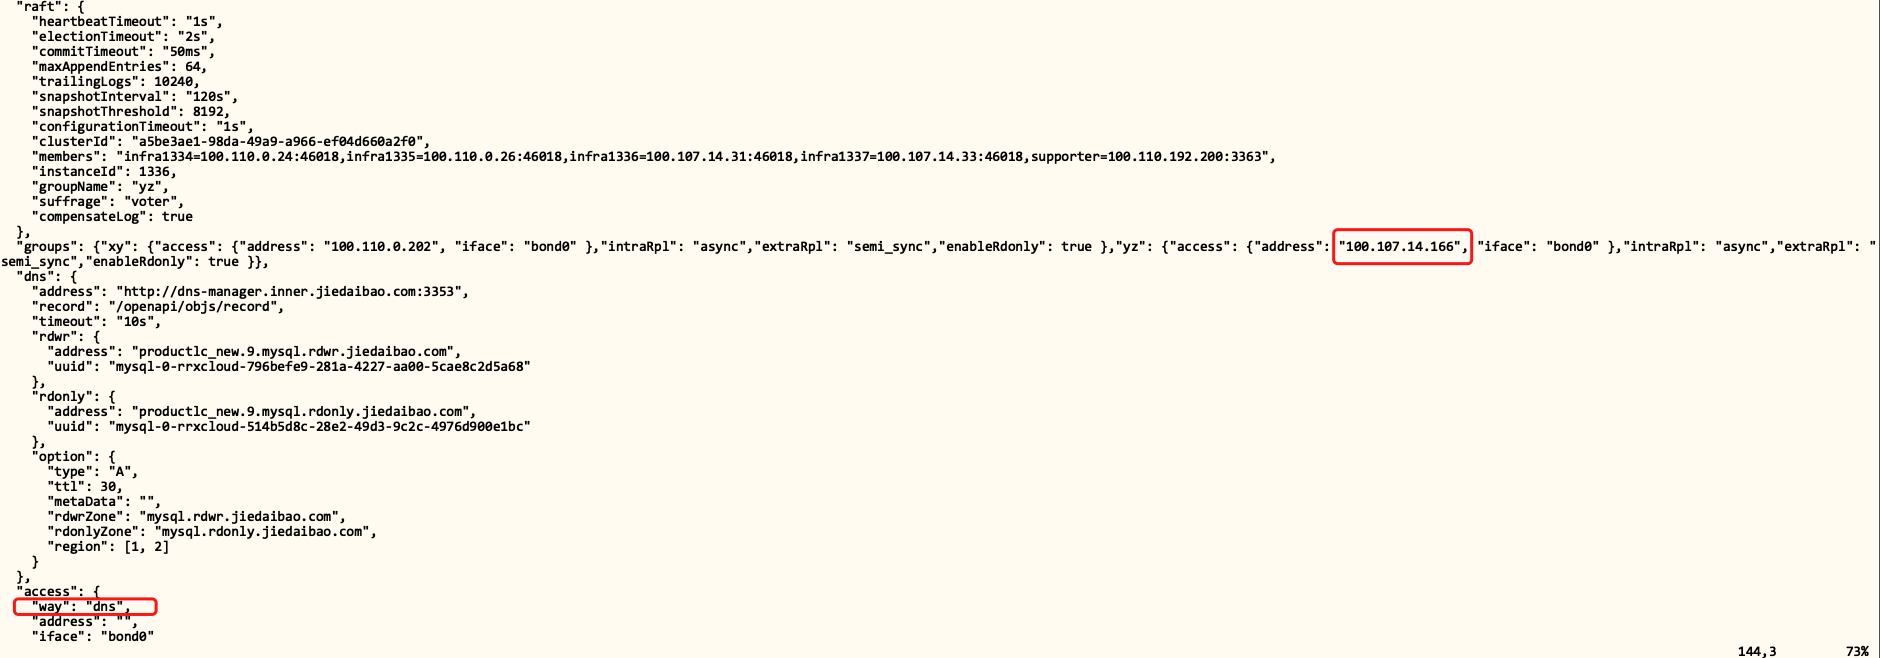 "raft": {
"heartbeatTimeout": "1s",
"electionTimeout": "2s",
"commitTimeout": "50ms",
"maxAppendEntries": 64,
"trailingLogs": 10240,
"snapshotInterval": "120s",
"snapshotThreshold": 8192,
"configurationTimeout": "1s",
"clusterId": "a5be3ae1-98da-49a9-a966-ef04d660a2f0",
"members": "infra1334=100.110.0.24:46018,infra1335=100.110.0.26:46018,infra1336=100.107.14.31:46018,infra1337=100.107.14.33:46018,supporter=100.110.192.200:3363",
"instanceId": 1336,
"groupName": "yz",
"suffrage": "voter",
"compensateLog": true
},
"groups": {"xy": {"access": {"address": "100.110.0.202", "iface": "bond0" },"intraRpl": "async","extraRpl": "semi_sync","enableRdonly": true },"yz": {"access": {"address": "100.107.14.166", "iface": "bond0" },"intraRpl": "async","extraRpl": "
semi_sync","enableRdonly": true }},
"dns": {
"address": "http://dns-manager.inner.jiedaibao.com:3353",
"record": "/openapi/objs/record",
"timeout": "10s",
"rdwr": {
"address": "productlc_new.9.mysql.rdwr.jiedaibao.com",
"uuid": "mysql-0-rrxcloud-796befe9-281a-4227-aa00-5cae8c2d5a68"
},
"rdonly": {
"address": "productlc_new.9.mysql.rdonly.jiedaibao.com",
"uuid": "mysql-0-rrxcloud-514b5d8c-28e2-49d3-9c2c-4976d900e1bc"
},
"option": {
"type": "A",
"ttl": 30,
"metaData": "",
"rdwrZone": "mysql.rdwr.jiedaibao.com",
"rdonlyZone": "mysql.rdonly.jiedaibao.com",
"region": [1, 2]
}
},
"access": {
"way": "dns",
"address": "",
"iface": "bond0"
144,3 73%